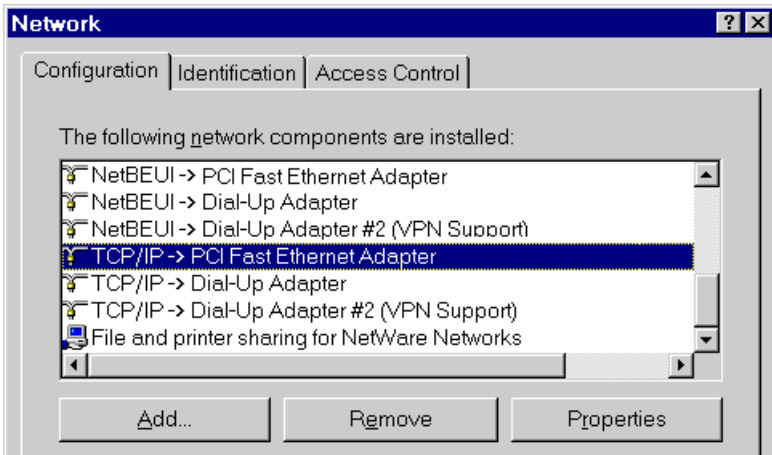 Network
Configuration Identification Access Control
The following network components are installed:
NetBEUI -> PCI Fast Ethernet Adapter
NetBEUI -> Dial-Up Adapter
NetBEUI -> Dial-Up Adapter #2 (VPN Support)
TCP/IP -> PCI Fast Ethernet Adapter
TCP/IP -> Dial-Up Adapter
TCP/IP -> Dial-Up Adapter #2 (VPN Support)
File and printer sharing for NetWare Networks
Add... Remove Properties